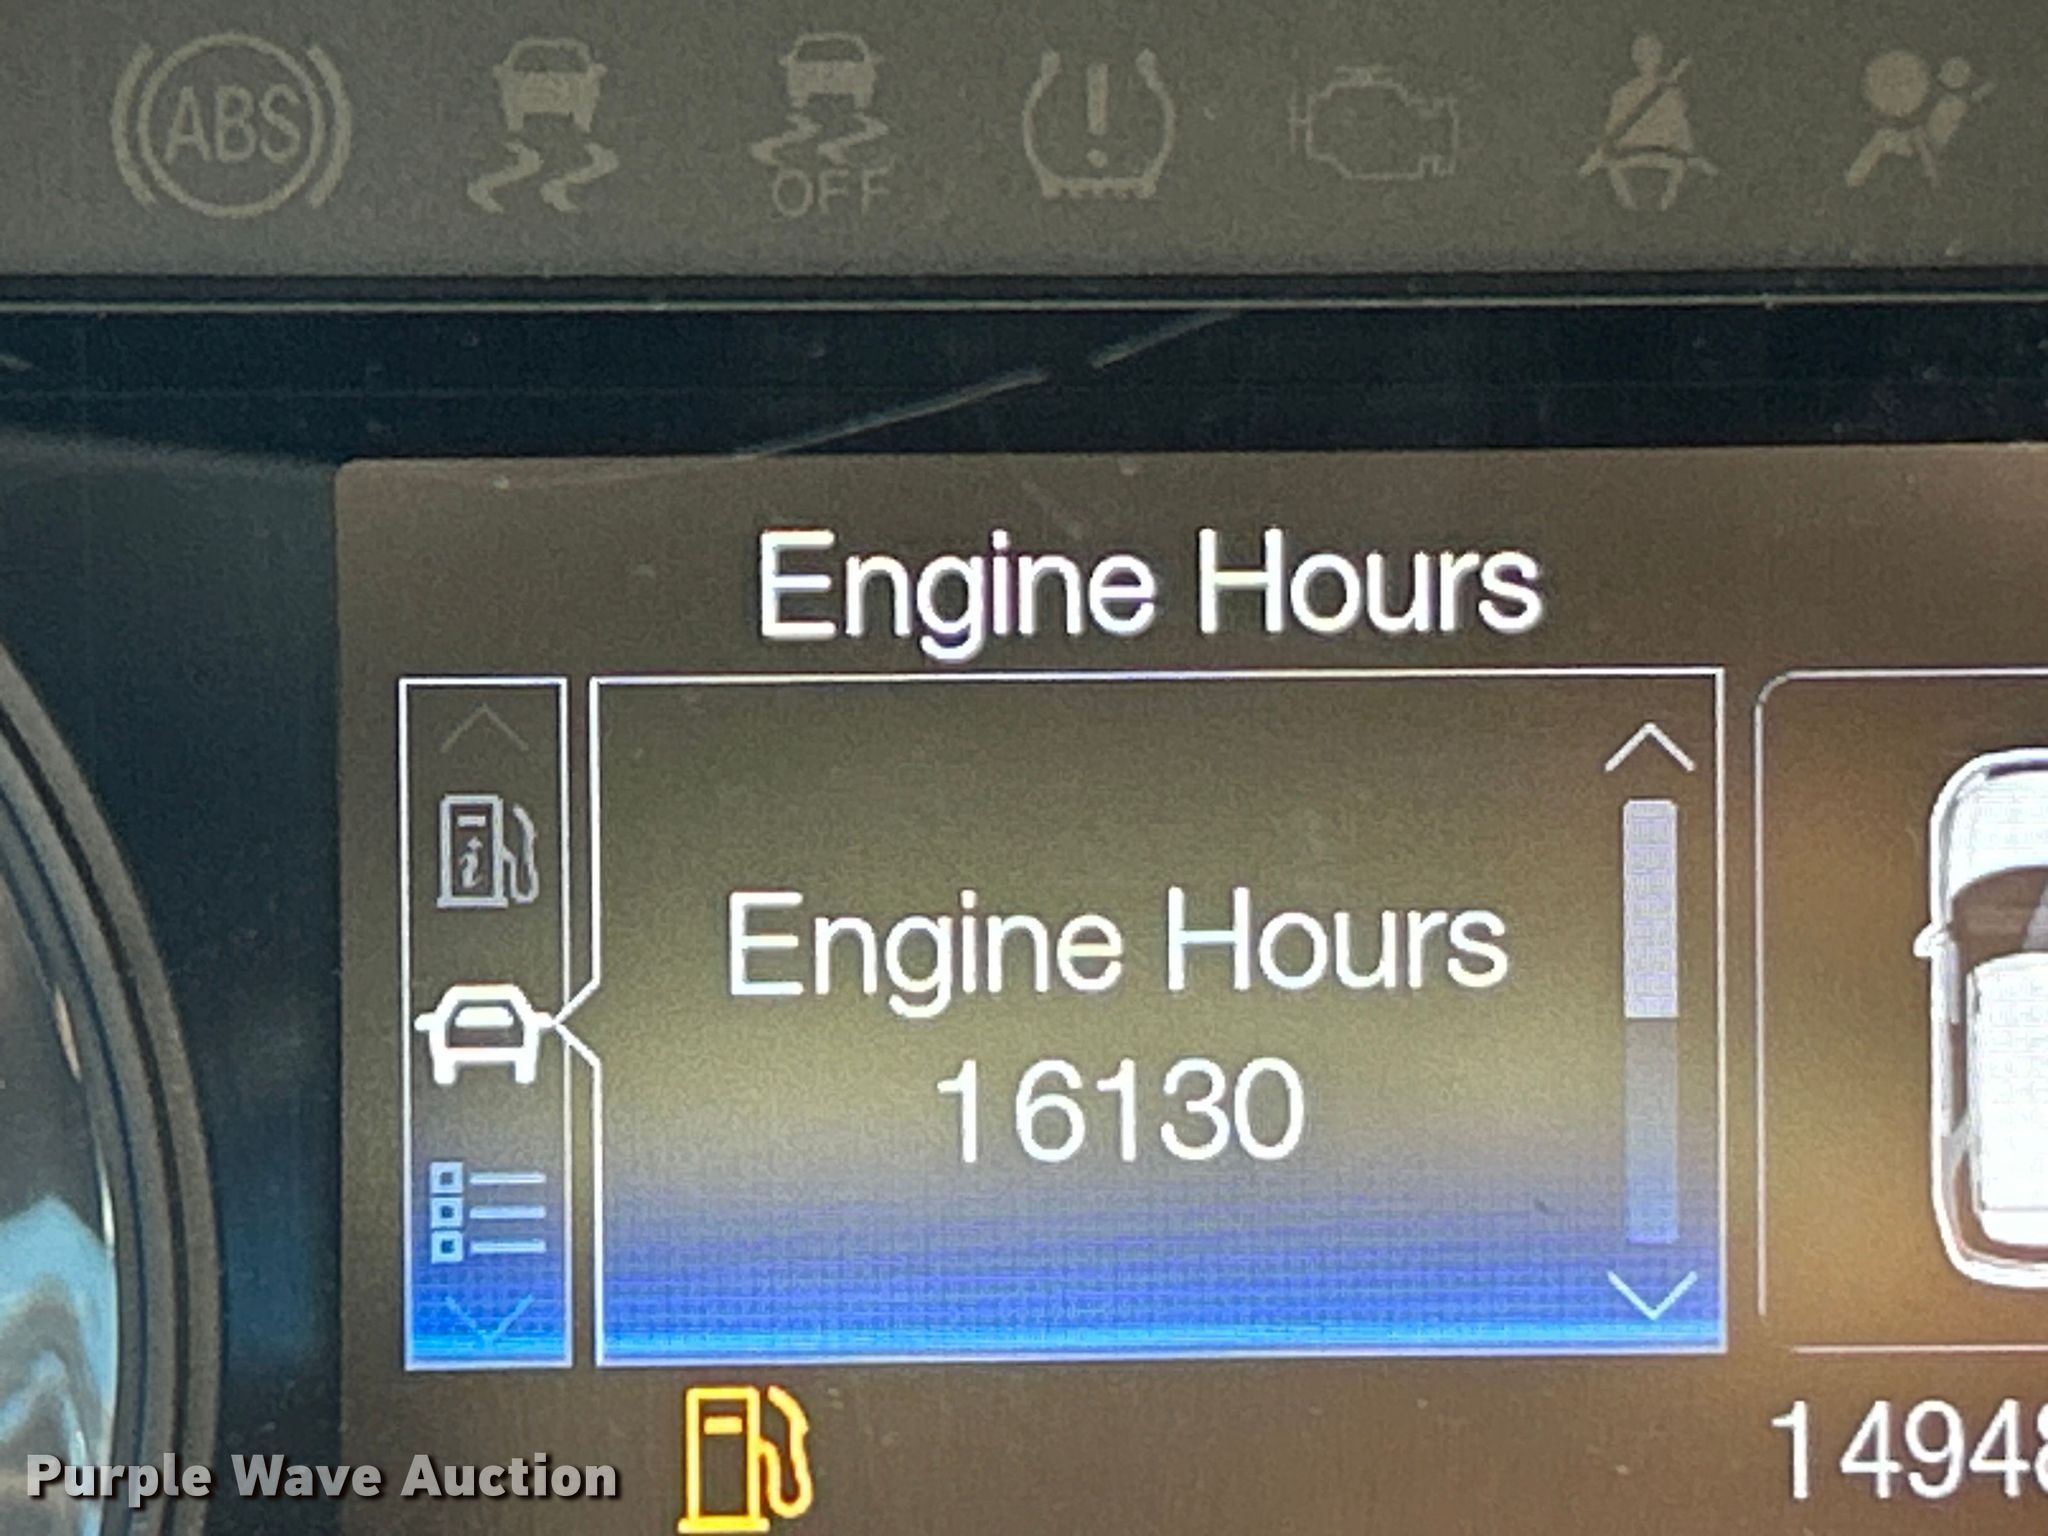 ABS
OFF
Engine Hours
Engine Hours
16130
Purple Wave Auction